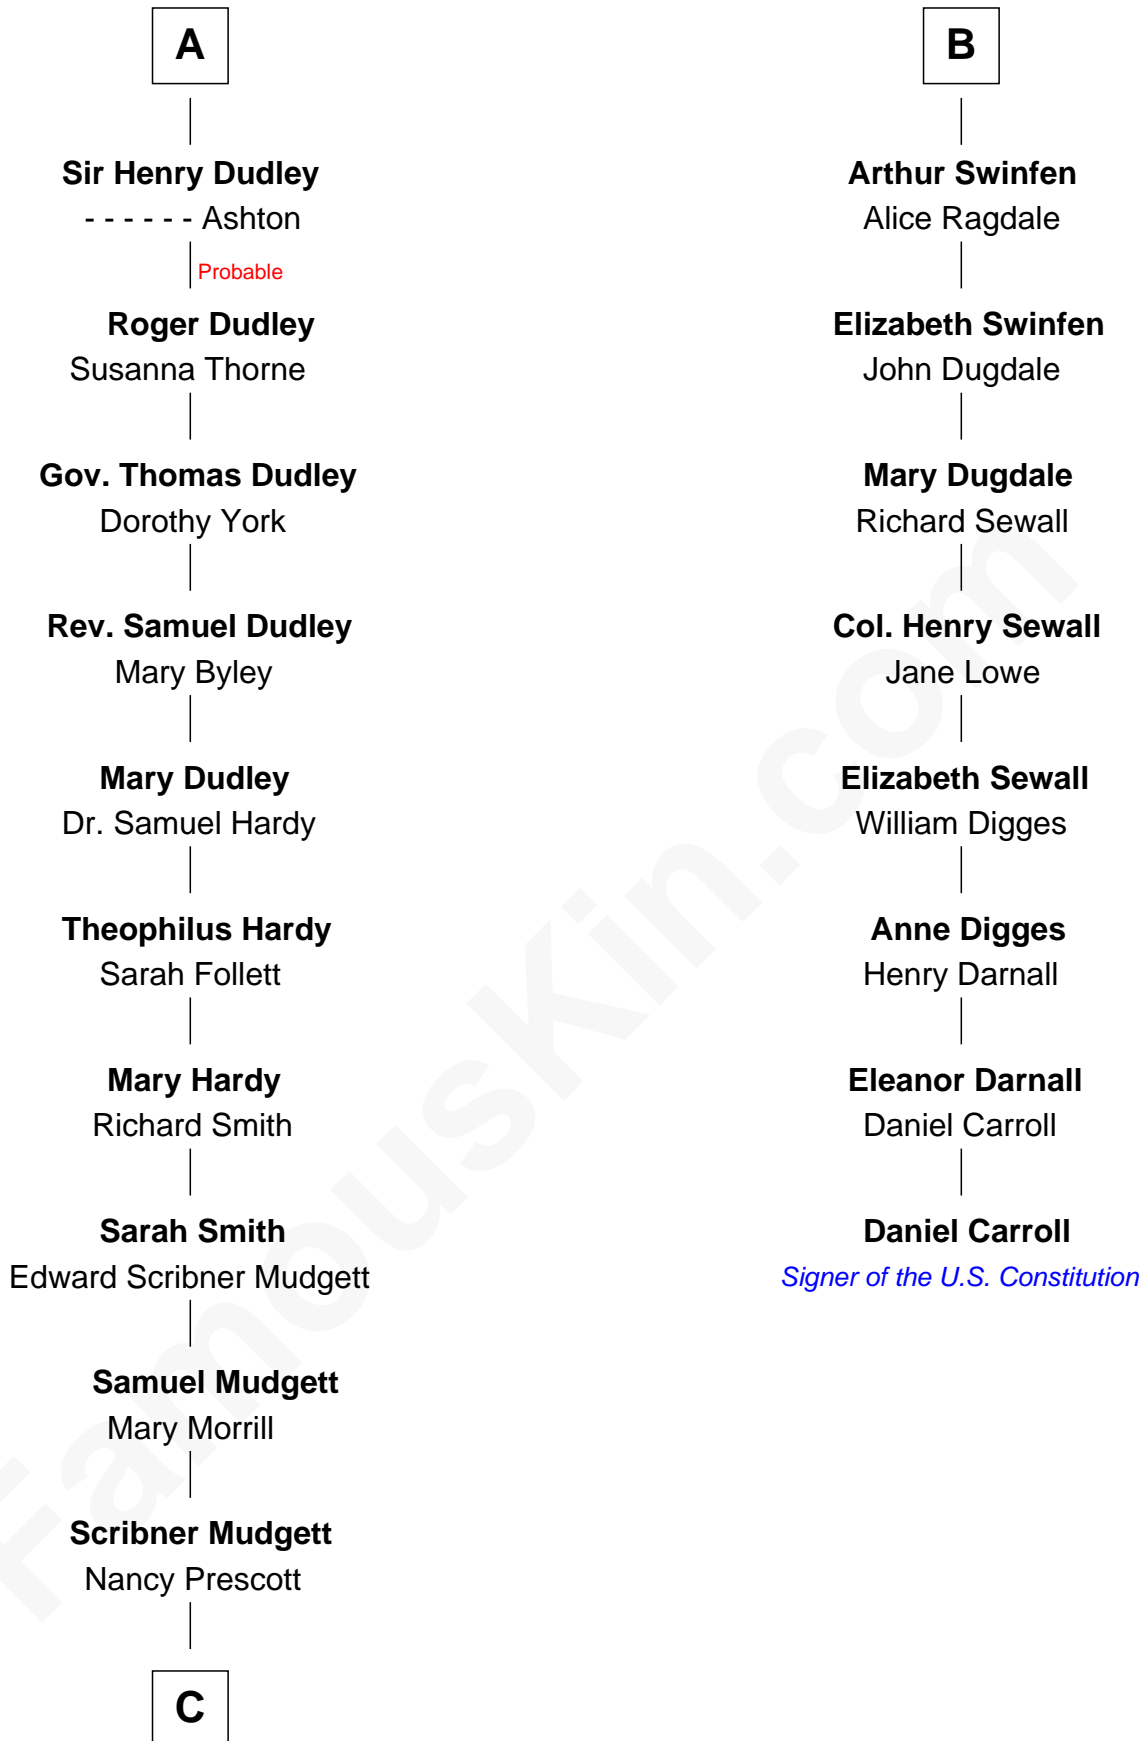 A
Sir Henry Dudley
- - - - - - Ashton
Probable
Roger Dudley
Susanna Thorne
Gov. Thomas Dudley
Dorothy York
Rev. Samuel Dudley
Mary Byley
Mary Dudley
Dr. Samuel Hardy
Theophilus Hardy
Sarah Follett
Mary Hardy
Richard Smith
Sarah Smith
Edward Scribner Mudgett
Samuel Mudgett
Mary Morrill
Scribner Mudgett
Nancy Prescott
C
B
Arthur Swinfen
Alice Ragdale
Elizabeth Swinfen
John Dugdale
Mary Dugdale
Richard Sewall
Col. Henry Sewall
Jane Lowe
Elizabeth Sewall
William Digges
Anne Digges
Henry Darnall
Eleanor Darnall
Daniel Carroll
Daniel Carroll
Signer of the U.S. Constitution
FamousKin.com